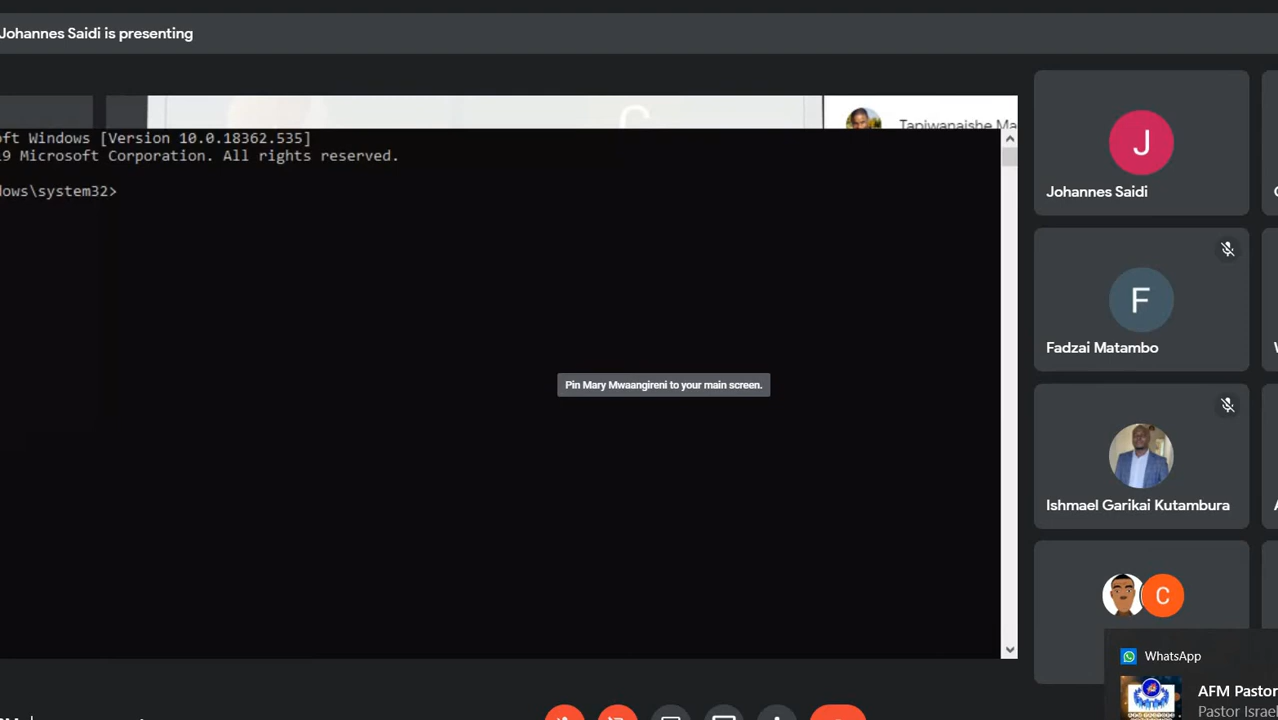 Johannes Saidi is presenting
Tapiwanaishe Ma
oft Windows [Version 10.0.18362.535]
19 Microsoft Corporation. All rights reserved.
dows\system32>
J
Johannes Saidi
F
Fadzai Matambo
Pin Mary Mwaangireni to your main screen.
Ishmael Garikai Kutambura
C
WhatsApp
AFM Pastor
Pastor Israel